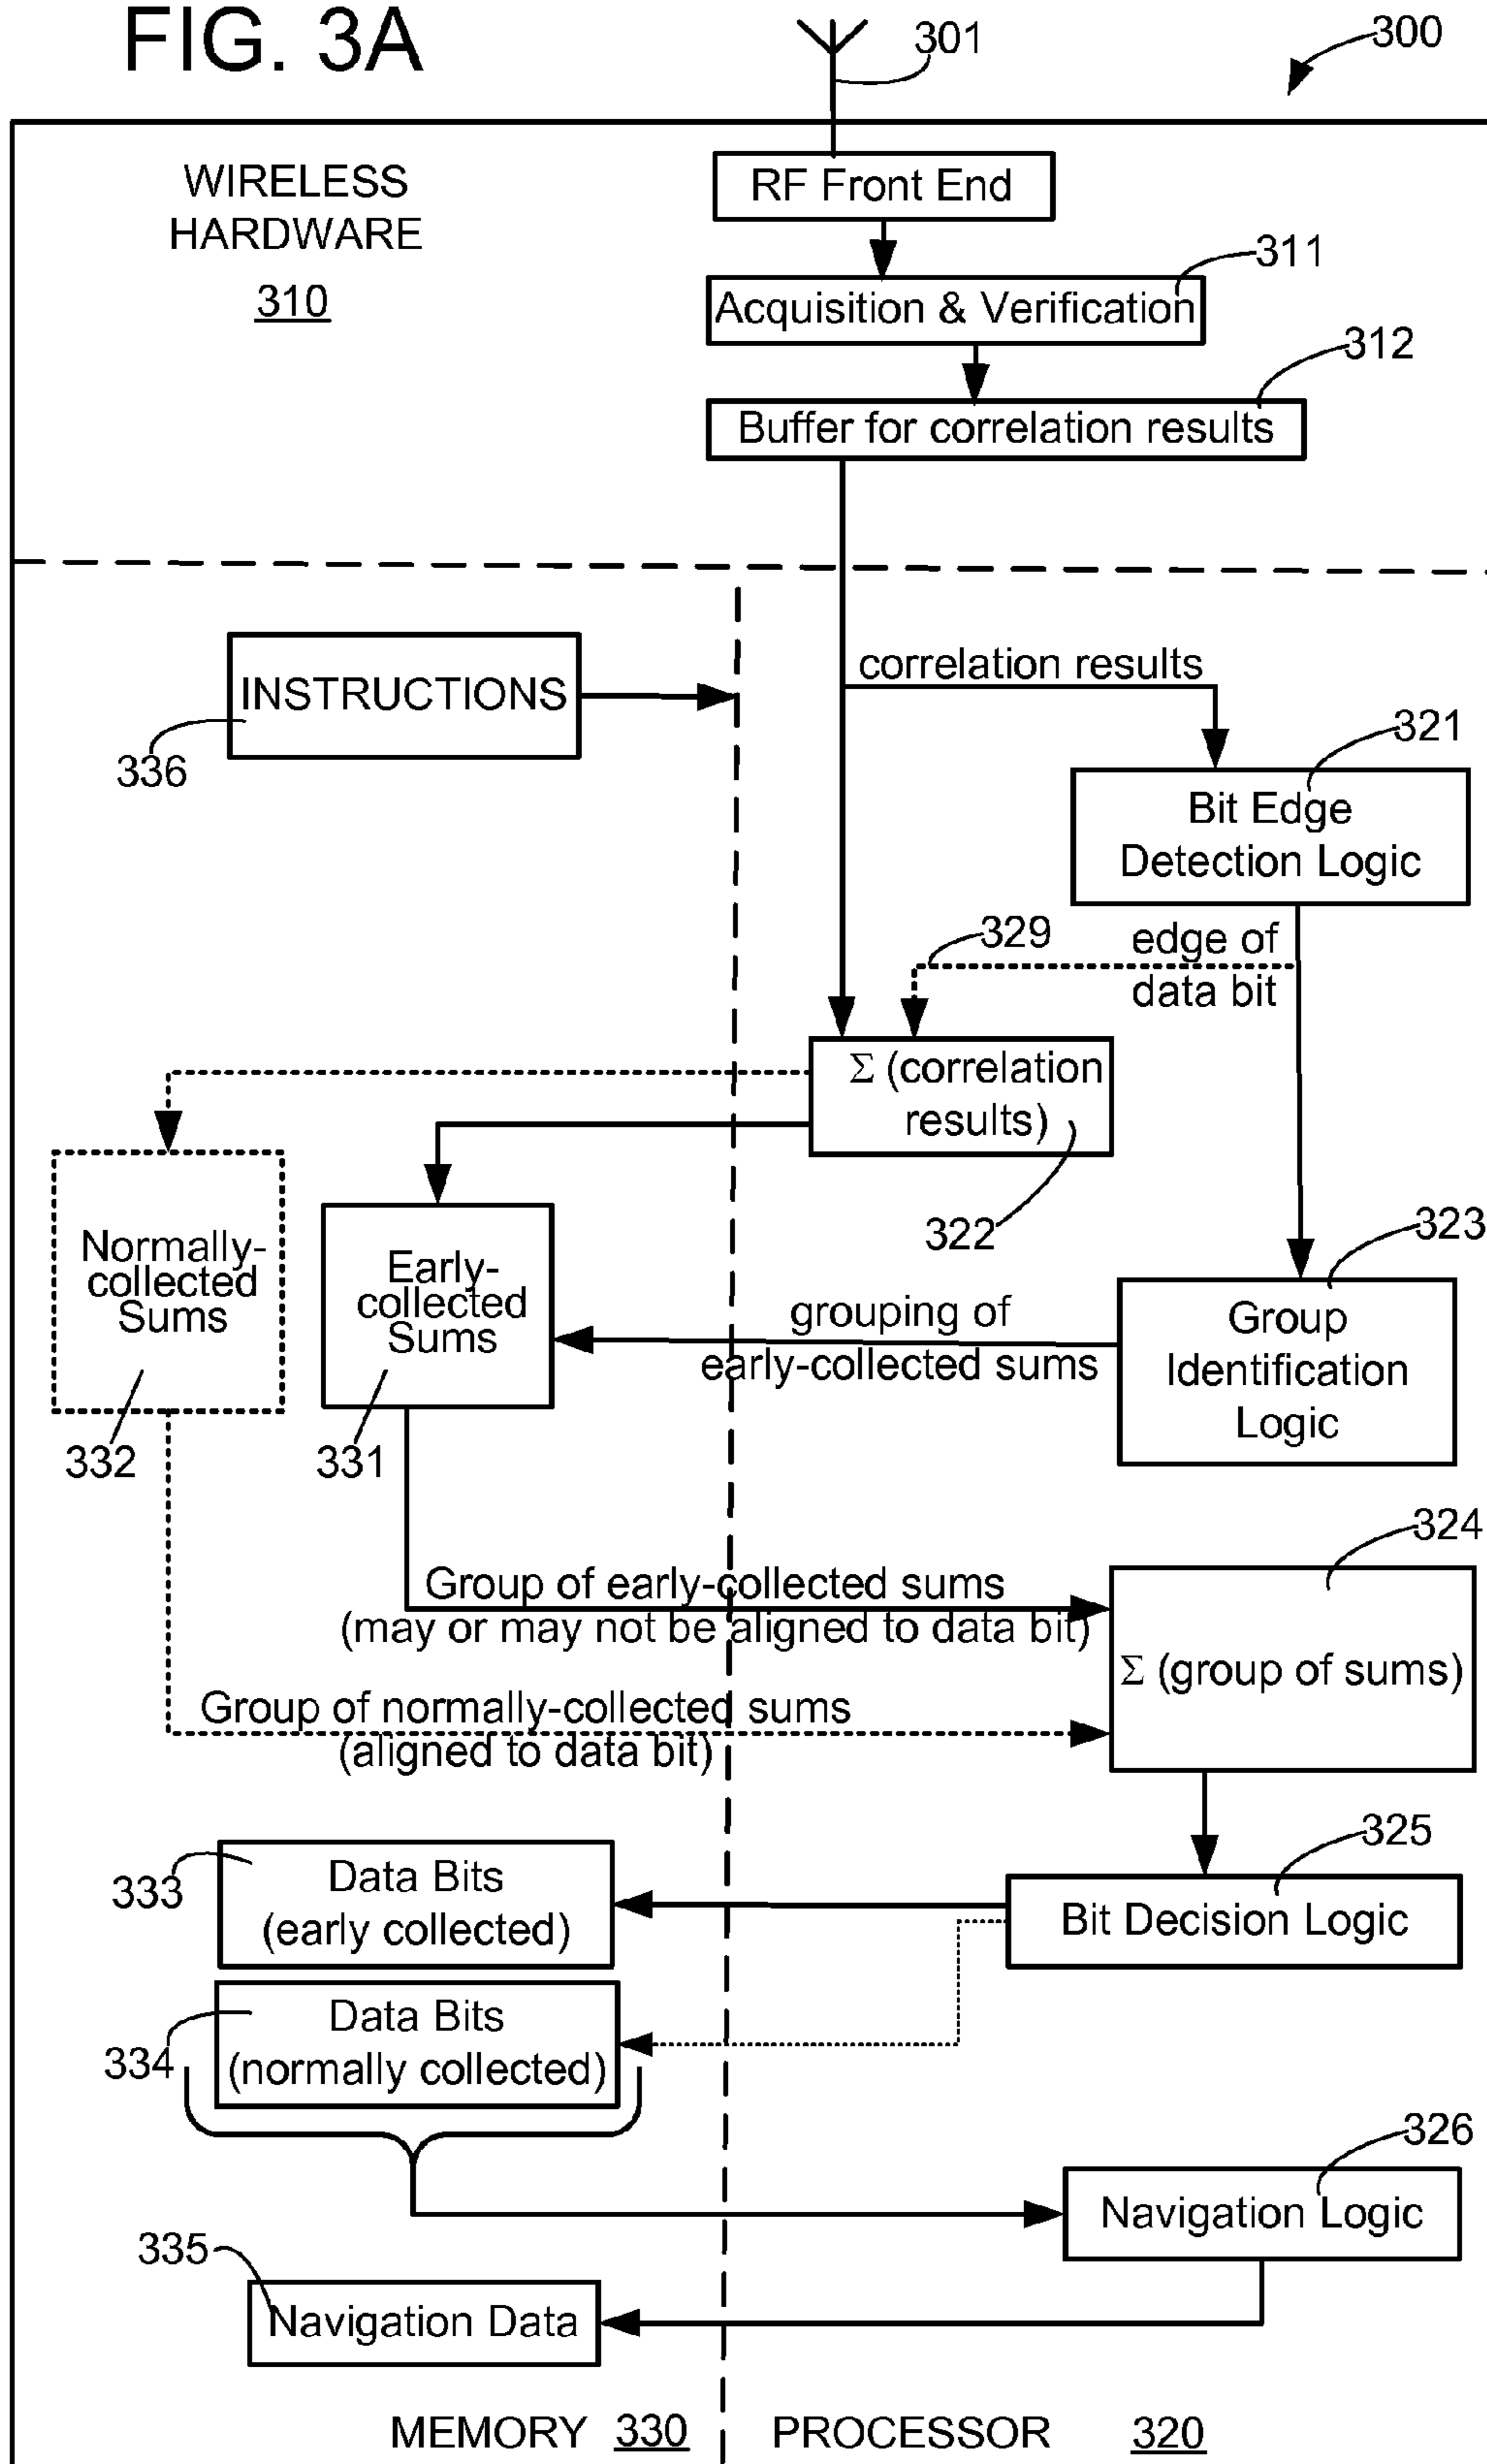 FIG. 3A
301
300
WIRELESS
HARDWARE
310
RF Front End
311
Acquisition & Verification
312
Buffer for correlation results
INSTRUCTIONS
336
correlation results
321
Bit Edge
Detection Logic
329
edge of
data bit
Σ (correlation
results)
322
Normally-
collected
Sums
332
Early-
collected
Sums
331
grouping of
early-collected sums
323
Group
Identification
Logic
324
Group of early-collected sums
(may or may not be aligned to data bit)
Σ (group of sums)
Group of normally-collected sums
(aligned to data bit)
325
333
Data Bits
(early collected)
Bit Decision Logic
334
Data Bits
(normally collected)
326
Navigation Logic
335
Navigation Data
MEMORY 330
PROCESSOR 320